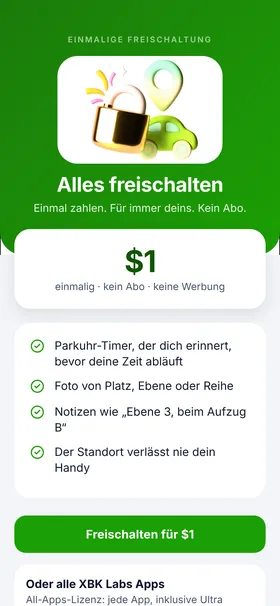 EINMALIGE FREISCHALTUNG
Alles freischalten
Einmal zahlen. Für immer deins. Kein Abo.
$1
einmalig · kein Abo · keine Werbung
Parkuhr-Timer, der dich erinnert,
bevor deine Zeit abläuft
Foto von Platz, Ebene oder Reihe
Notizen wie „Ebene 3, beim Aufzug
B“
Der Standort verlässt nie dein
Handy
Freischalten für $1
Oder alle XBK Labs Apps
All-Apps-Lizenz: jede App, inklusive Ultra